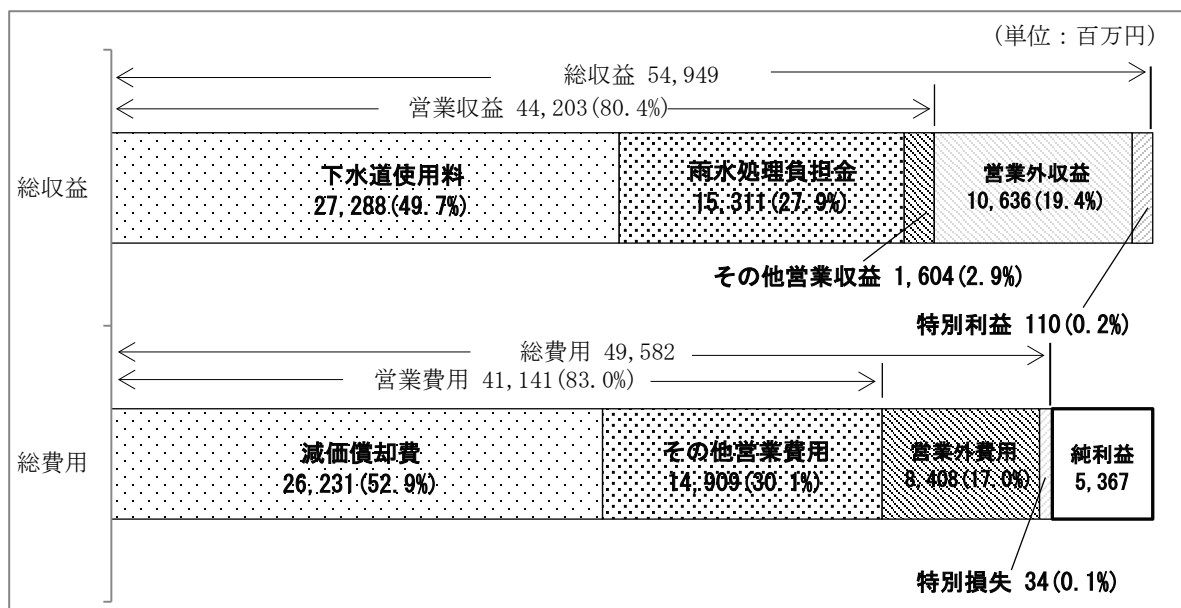 (単位：百万円)
総収益 54,949
営業収益 44,203(80.4%)
総収益
下水道使用料
27,288(49.7%)
雨水処理負担金
15,311(27.9%)
営業外収益
10,636(19.4%)
その他営業収益 1,604(2.9%)
特別利益 110(0.2%)
総費用 49,582
営業費用 41,141(83.0%)
総費用
減価償却費
26,231(52.9%)
その他営業費用
14,909(30.1%)
営業外費用
8,408(17.0%)
純利益
5,367
特別損失 34(0.1%)